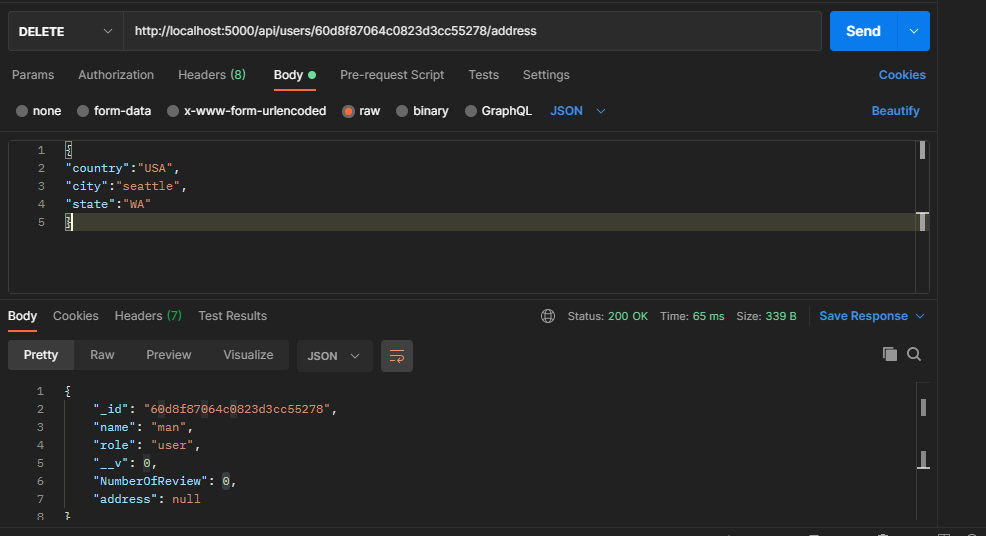 DELETE http://localhost:5000/api/users/60d8f87064c0823d3cc55278/address Send
Params Authorization Headers (8) Body Pre-request Script Tests Settings Cookies
none form-data x-www-form-urlencoded raw binary GraphQL JSON Beautify
1 {
2 "country":"USA",
3 "city":"seattle",
4 "state":"WA"
5 }
Body Cookies Headers (7) Test Results Status: 200 OK Time: 65 ms Size: 339 B Save Response
Pretty Raw Preview Visualize JSON
1 {
2 "_id": "60d8f87064c0823d3cc55278",
3 "name": "man",
4 "role": "user",
5 "__v": 0,
6 "NumberOfReview": 0,
7 "address": null
8 }